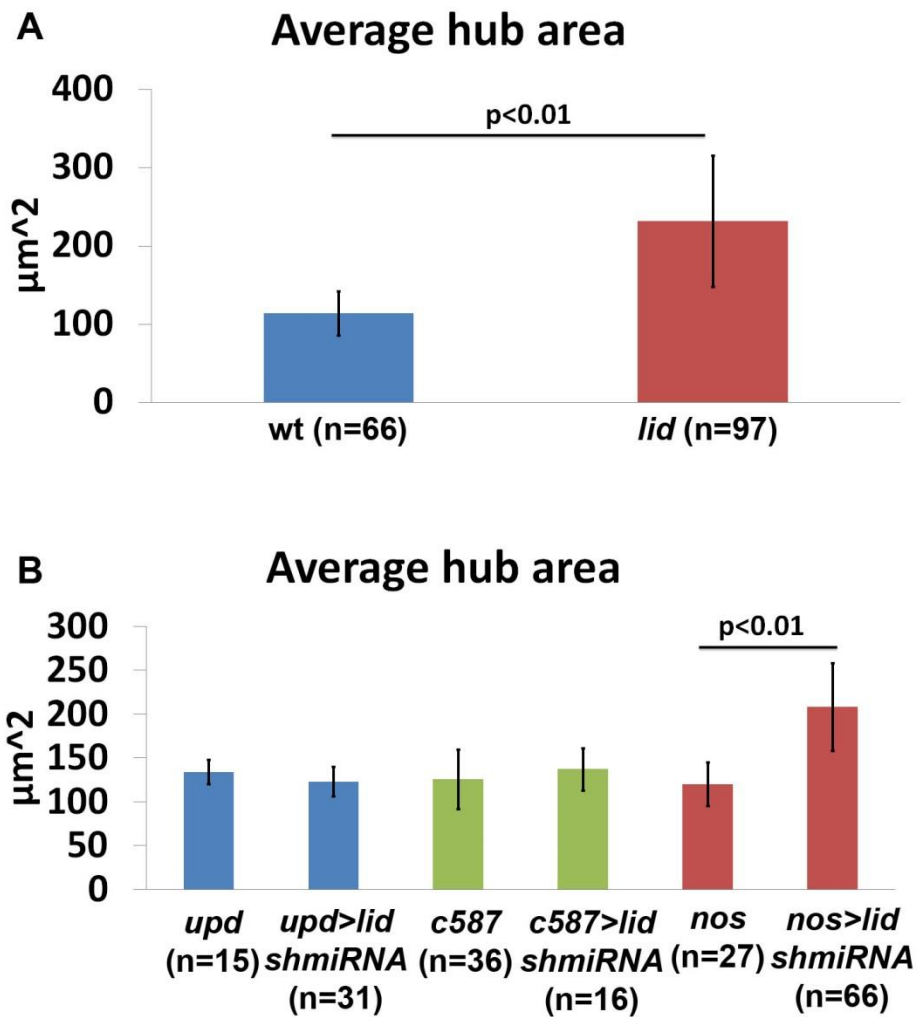 A
Average hub area
400
300
200
100
0
µm^2
p<0.01
wt (n=66)
lid (n=97)
B
Average hub area
300
250
200
150
100
50
0
µm^2
p<0.01
upd
(n=15)
upd>lid
shmiRNA
(n=31)
c587
(n=36)
c587>lid
shmiRNA
(n=16)
nos
(n=27)
nos>lid
shmiRNA
(n=66)